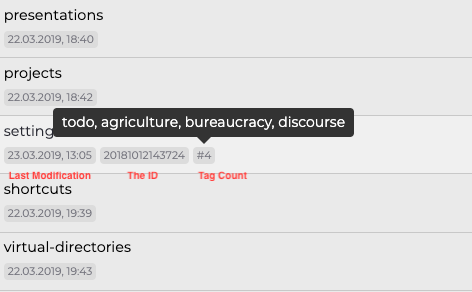 presentations
22.03.2019, 18:40
projects
22.03.2019, 18:42
todo, agriculture, bureaucracy, discourse
setting
23.03.2019, 13:05 20181012143724 #4
Last Modification The ID Tag Count
shortcuts
22.03.2019, 19:39
virtual-directories
22.03.2019, 19:43